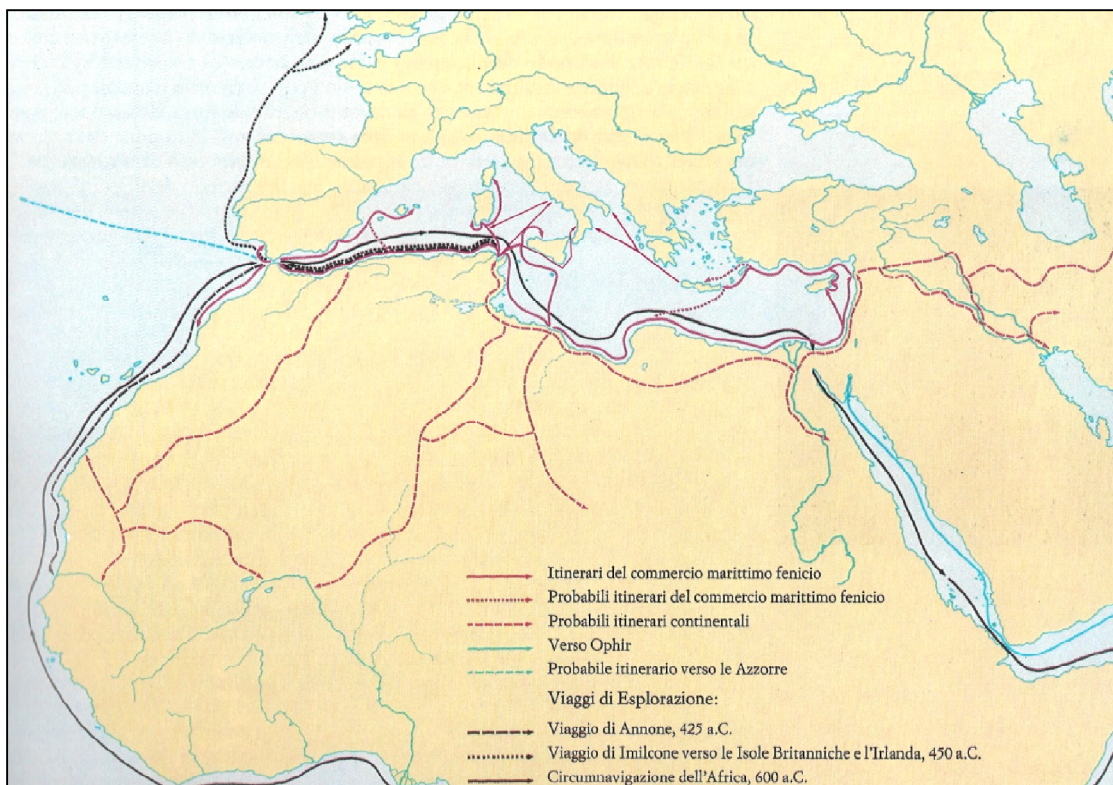 Itinerari del commercio marittimo fenicio
Probabili itinerari del commercio marittimo fenicio
Probabili itinerari continentali
Verso Ophir
Probabile itinerario verso le Azzorre
Viaggi di Esplorazione:
Viaggio di Annone, 425 a.C.
Viaggio di Imilcone verso le Isole Britanniche e l'Irlanda, 450 a.C.
Circumnavigazione dell'Africa, 600 a.C.